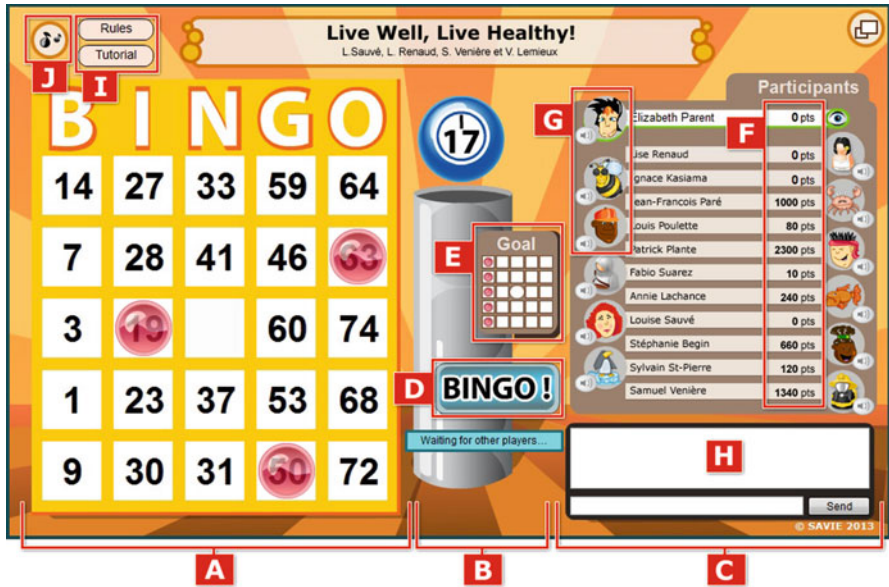 J
Rules
Tutorial
I
Live Well, Live Healthy!
L.Sauvé, L. Renaud, S. Venière et V. Lemieux
BINGO
14 27 33 59 64
7 28 41 46 63
3 19 60 74
1 23 37 53 68
9 30 31 50 72
17
E
Goal
D
BINGO !
Waiting for other players...
Participants
G
F
Elizabeth Parent 0 pts
Lise Renaud 0 pts
Ignace Kasiama 0 pts
Jean-Francois Paré 1000 pts
Louis Poulette 80 pts
Patrick Plante 2300 pts
Fabio Suarez 10 pts
Annie Lachance 240 pts
Louise Sauvé 0 pts
Stéphanie Begin 660 pts
Sylvain St-Pierre 120 pts
Samuel Venière 1340 pts
H
Send
© SAVIE 2013
A
B
C